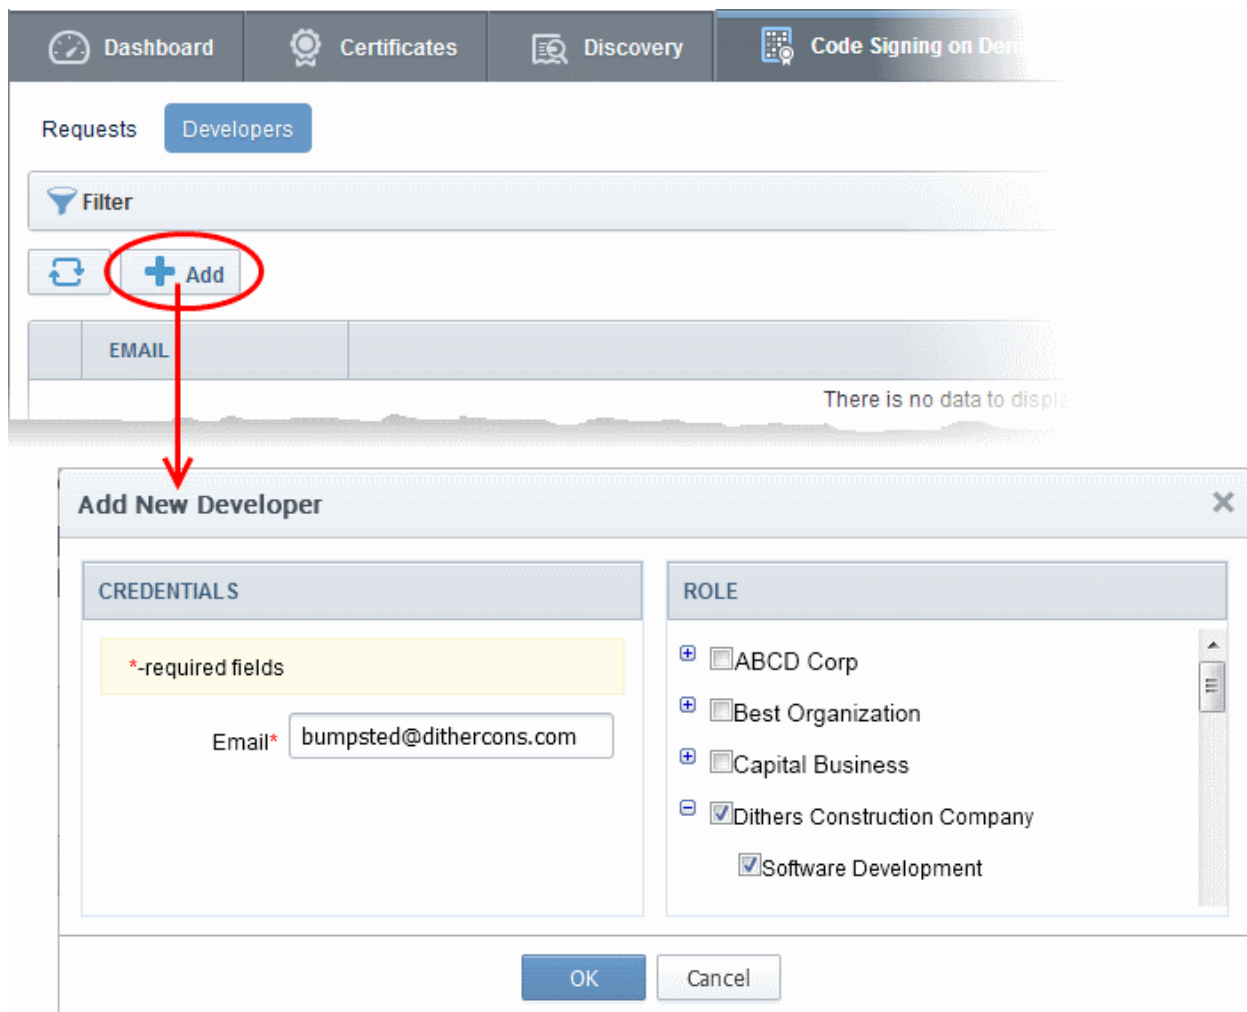 Dashboard Certificates Discovery Code Signing on Dem
Requests Developers
Filter
Add
EMAIL
There is no data to displa
Add New Developer
CREDENTIALS ROLE
*-required fields
Email* bumpsted@dithercons.com
ABCD Corp
Best Organization
Capital Business
Dithers Construction Company
Software Development
OK Cancel